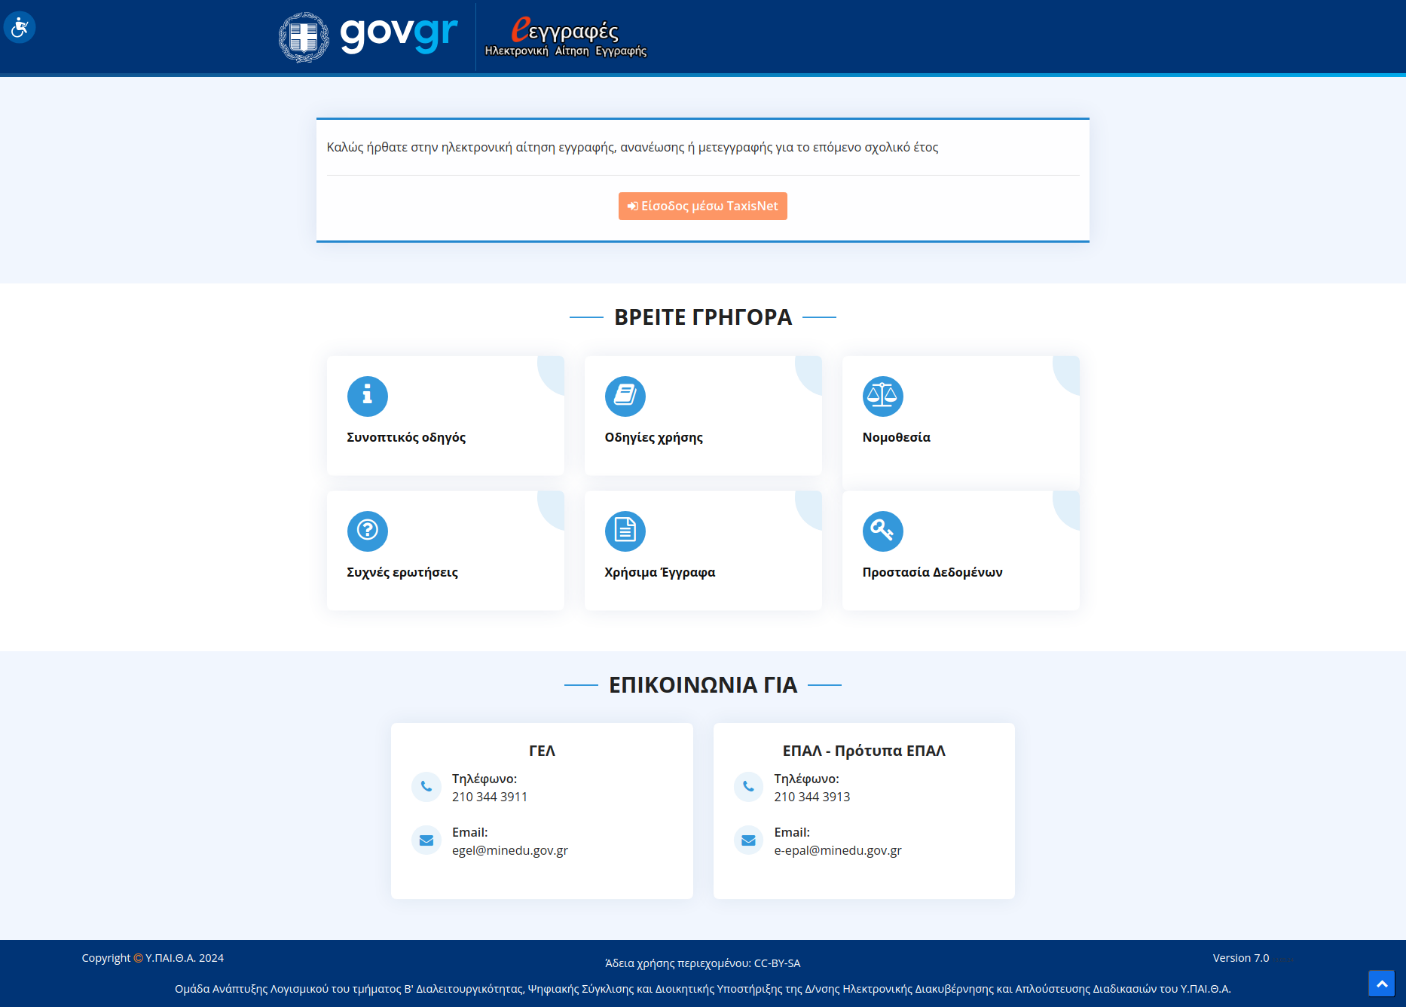 govgr
eεγγραφές
Ηλεκτρονική Αίτηση Εγγραφής
Καλώς ήρθατε στην ηλεκτρονική αίτηση εγγραφής, ανανέωσης ή μετεγγραφής για το επόμενο σχολικό έτος
Είσοδος μέσω TaxisNet
ΒΡΕΙΤΕ ΓΡΗΓΟΡΑ
Συνοπτικός οδηγός
Οδηγίες χρήσης
Νομοθεσία
Συχνές ερωτήσεις
Χρήσιμα Έγγραφα
Προστασία Δεδομένων
ΕΠΙΚΟΙΝΩΝΙΑ ΓΙΑ
ΓΕΛ
Τηλέφωνο:
210 344 3911
Email:
egel@minedu.gov.gr
ΕΠΑΛ - Πρότυπα ΕΠΑΛ
Τηλέφωνο:
210 344 3913
Email:
e-epal@minedu.gov.gr
Copyright © Υ.ΠΑΙ.Θ.Α. 2024
Άδεια χρήσης περιεχομένου: CC-BY-SA
Version 7.0
Ομάδα Ανάπτυξης Λογισμικού του τμήματος Β' Διαλειτουργικότητας, Ψηφιακής Σύγκλισης και Διοικητικής Υποστήριξης της Δ/νσης Ηλεκτρονικής Διακυβέρνησης και Απλούστευσης Διαδικασιών του Υ.ΠΑΙ.Θ.Α.